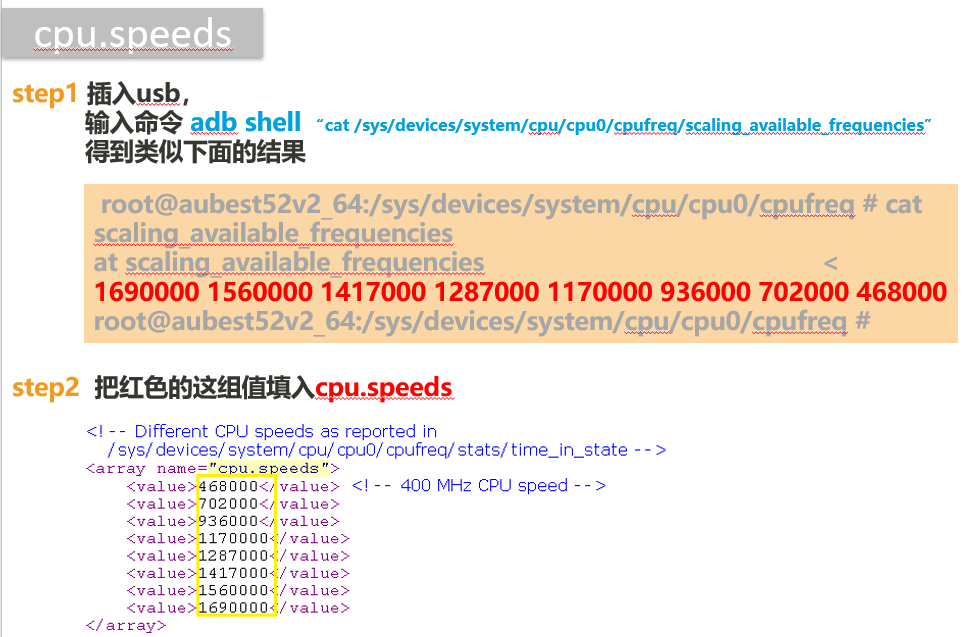 cpu.speeds
step1 插入usb，
输入命令 adb shell “cat /sys/devices/system/cpu/cpu0/cpufreq/scaling_available_frequencies”
得到类似下面的结果
root@aubest52v2_64:/sys/devices/system/cpu/cpu0/cpufreq # cat
scaling_available_frequencies
at scaling_available_frequencies <
1690000 1560000 1417000 1287000 1170000 936000 702000 468000
root@aubest52v2_64:/sys/devices/system/cpu/cpu0/cpufreq #
step2 把红色的这组值填入cpu.speeds
<!-- Different CPU speeds as reported in
/sys/devices/system/cpu/cpu0/cpufreq/stats/time_in_state -->
<array name="cpu.speeds">
<value>468000</value> <!-- 400 MHz CPU speed -->
<value>702000</value>
<value>936000</value>
<value>1170000</value>
<value>1287000</value>
<value>1417000</value>
<value>1560000</value>
<value>1690000</value>
</array>